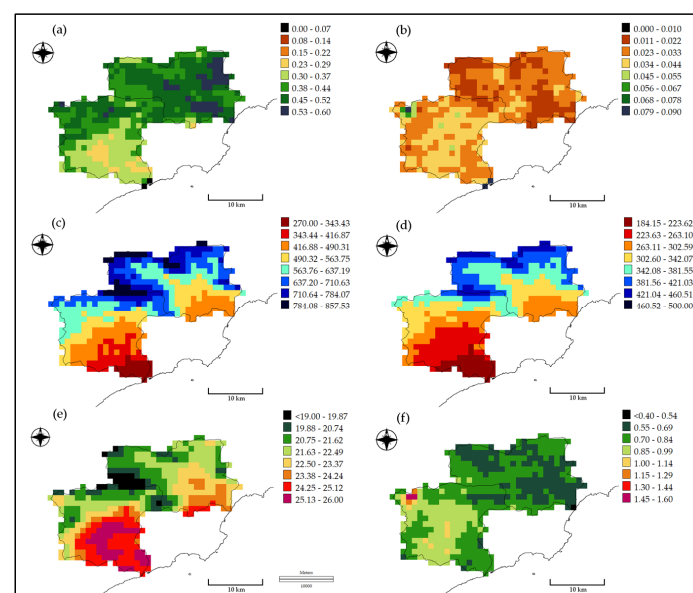 (a)
0.00 - 0.07
0.08 - 0.14
0.15 - 0.22
0.23 - 0.29
0.30 - 0.37
0.38 - 0.44
0.45 - 0.52
0.53 - 0.60
10 km
(b)
0.000 - 0.010
0.011 - 0.022
0.023 - 0.033
0.034 - 0.044
0.045 - 0.055
0.056 - 0.067
0.068 - 0.078
0.079 - 0.090
10 km
(c)
270.00 - 343.43
343.44 - 416.87
416.88 - 490.31
490.32 - 563.75
563.76 - 637.19
637.20 - 710.63
710.64 - 784.07
784.08 - 857.53
10 km
(d)
184.15 - 223.62
223.63 - 263.10
263.11 - 302.59
302.60 - 342.07
342.08 - 381.55
381.56 - 421.03
421.04 - 460.51
460.52 - 500.00
10 km
(e)
<19.00 - 19.87
19.88 - 20.74
20.75 - 21.62
21.63 - 22.49
22.50 - 23.37
23.38 - 24.24
24.25 - 25.12
25.13 - 26.00
10 km
Meters
(f)
<0.40 - 0.54
0.55 - 0.69
0.70 - 0.84
0.85 - 0.99
1.00 - 1.14
1.15 - 1.29
1.30 - 1.44
1.45 - 1.60
10 km